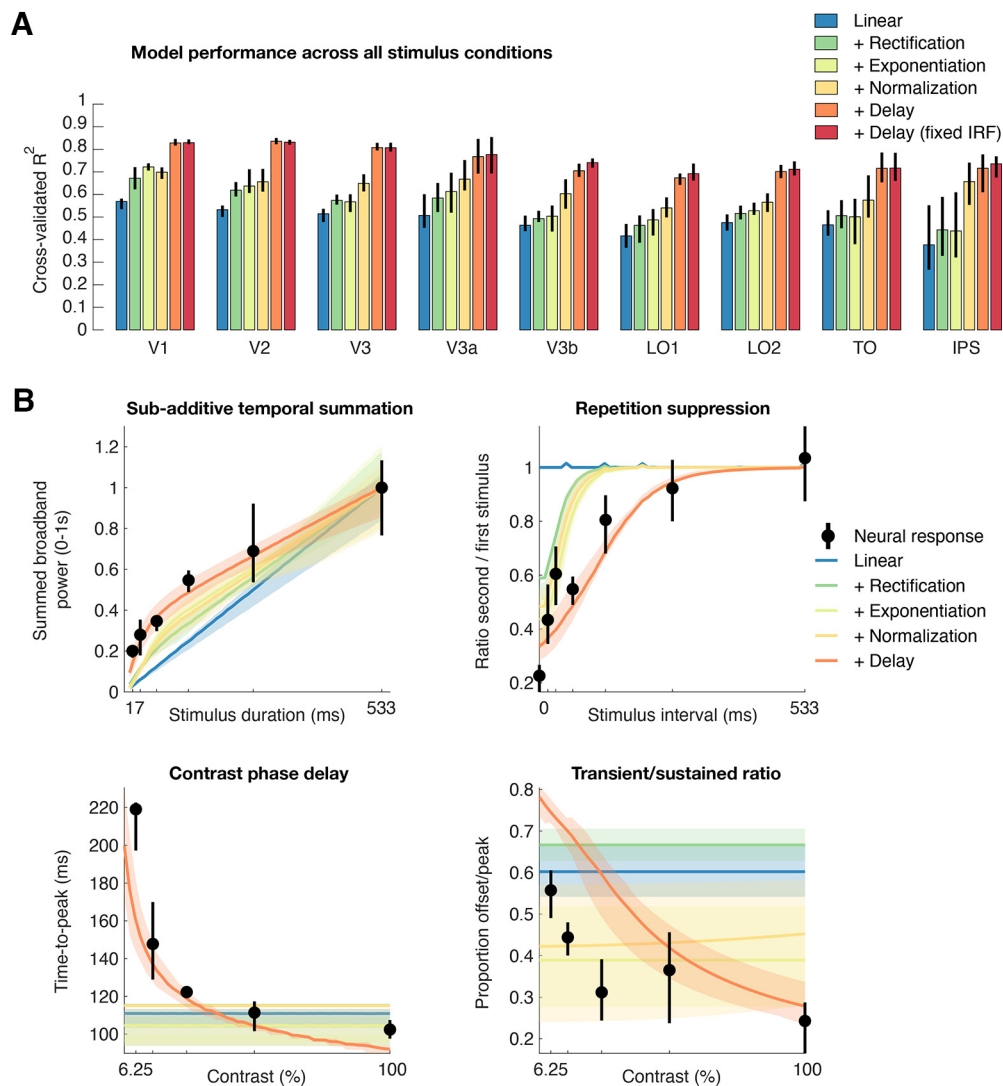 A
Model performance across all stimulus conditions
Linear
+ Rectification
+ Exponentiation
+ Normalization
+ Delay
+ Delay (fixed IRF)
Cross-validated R²
1
0.9
0.8
0.7
0.6
0.5
0.4
0.3
0.2
0.1
0
V1 V2 V3 V3a V3b LO1 LO2 TO IPS
B
Sub-additive temporal summation
Summed broadband
power (0-1s)
1.2
1
0.8
0.6
0.4
0.2
0
17 533
Stimulus duration (ms)
Repetition suppression
Ratio second / first stimulus
1
0.8
0.6
0.4
0.2
0 533
Stimulus interval (ms)
Neural response
Linear
+ Rectification
+ Exponentiation
+ Normalization
+ Delay
Contrast phase delay
Time-to-peak (ms)
220
200
180
160
140
120
100
6.25 100
Contrast (%)
Transient/sustained ratio
Proportion offset/peak
0.8
0.7
0.6
0.5
0.4
0.3
0.2
6.25 100
Contrast (%)